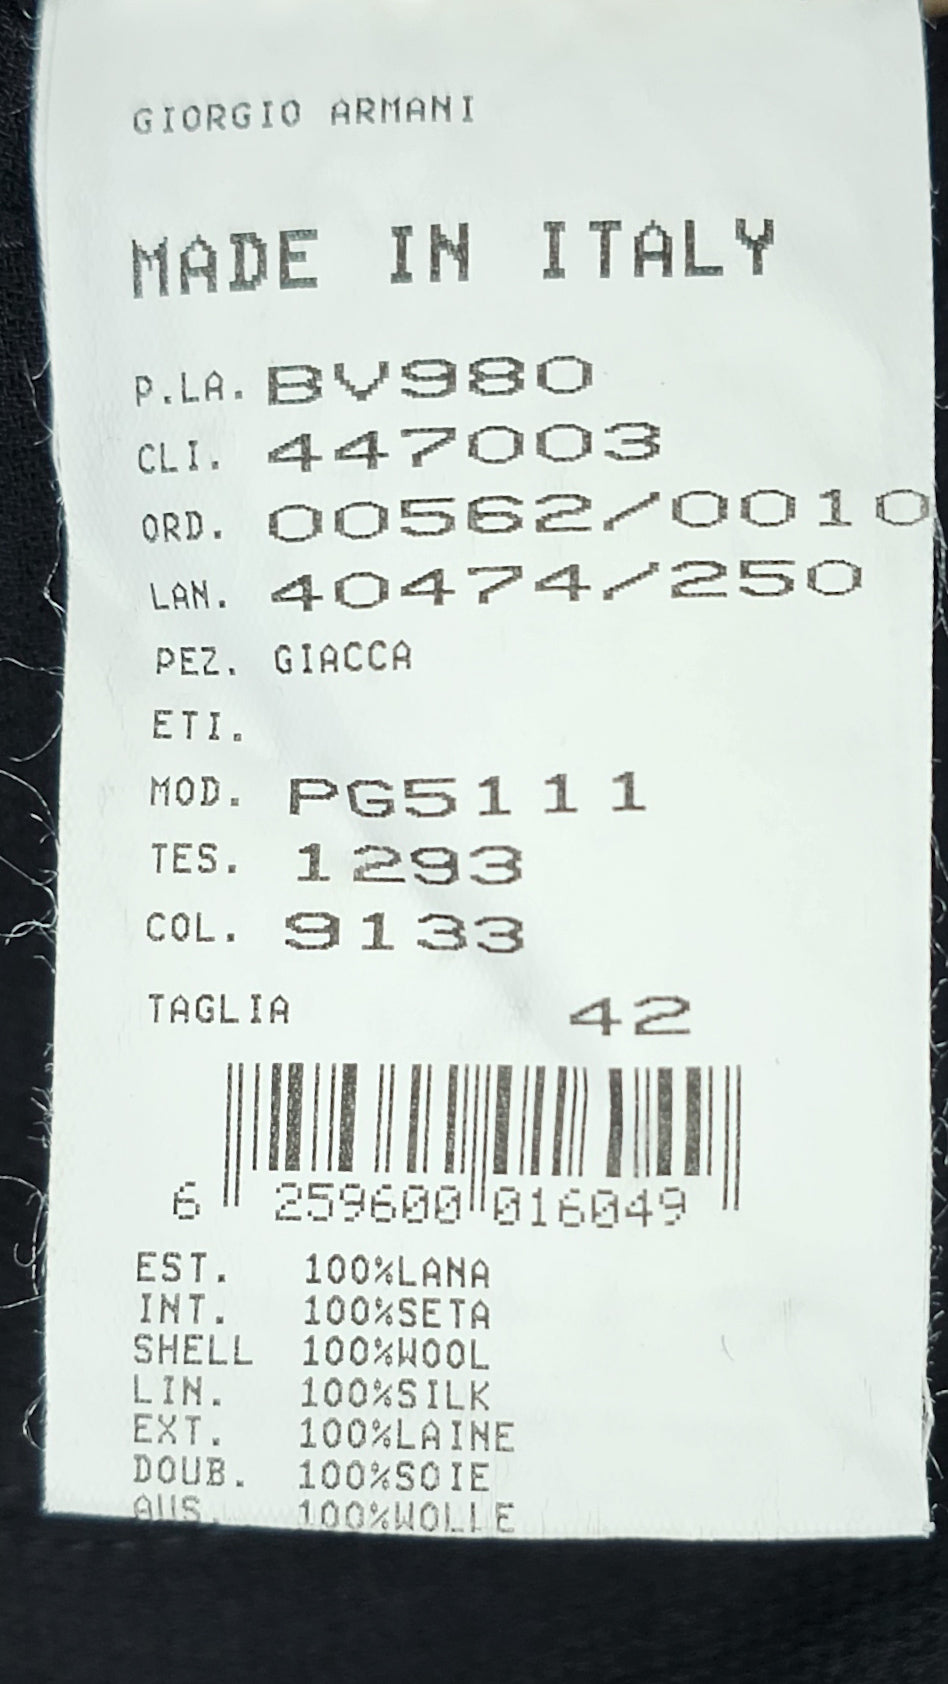 GIORGIO ARMANI
MADE IN ITALY
P.LA. BV980
CLI. 447003
ORD. 00562/0010
LAN. 40474/250
PEZ. GIACCA
ETI.
MOD. PG5111
TES. 1293
COL. 9133
TAGLIA 42
6 259600 016049
EST. 100%LANA
INT. 100%SETA
SHELL 100%WOOL
LIN. 100%SILK
EXT. 100%LAINE
DOUB. 100%SOIE
AUS. 100%WOLLE